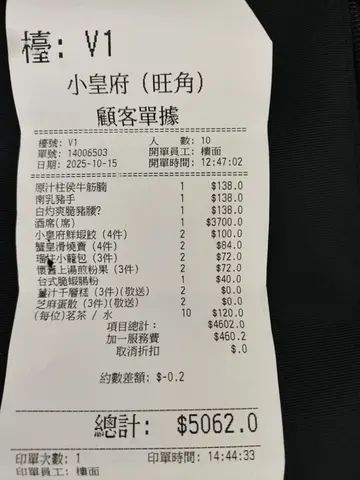 檯: V1
小皇府 (旺角)
顧客單據
檯號: V1 人 數: 10
單號: 14006503 開單員工: 樓面
日期: 2025-10-15 開單時間: 12:47:02
原汁柱侯牛筋腩 1 $138.0
南乳豬手 1 $138.0
白灼爽脆豬腰? 1 $138.0
酒席(席) 1 $3700.0
小皇府鮮蝦餃 (4件) 2 $100.0
蟹皇滑燒賣 (4件) 2 $84.0
瑤柱小籠包 (3件) 2 $72.0
懷舊上湯煎粉果 (3件) 2 $72.0
台式脆蝦腸粉 1 $40.0
薑汁千層糕 (3件)(敬送) 2 $0.0
芝麻蛋散 (3件)(敬送) 2 $0.0
(每位)茗茶 / 水 10 $120.0
項目總計: $4602.0
加一服務費 $460.2
取消折扣 $.0
約數差額: $-0.2
總計: $5062.0
印單次數: 1 印單時間: 14:44:33
印單員工: 樓面